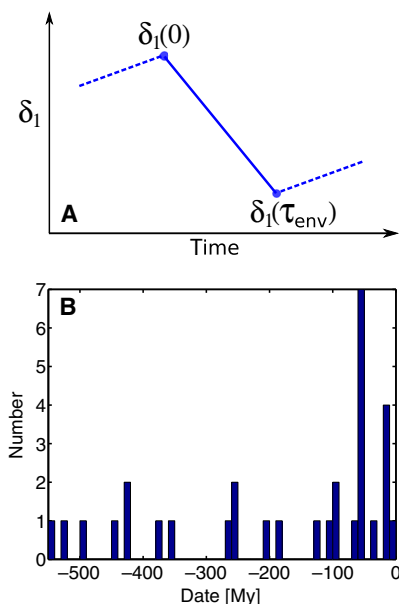 δ₁(0)
δ₁
A
δ₁(τ_env)
Time
B
7
6
5
4
3
2
1
0
Number
−500 −400 −300 −200 −100 0
Date [My]